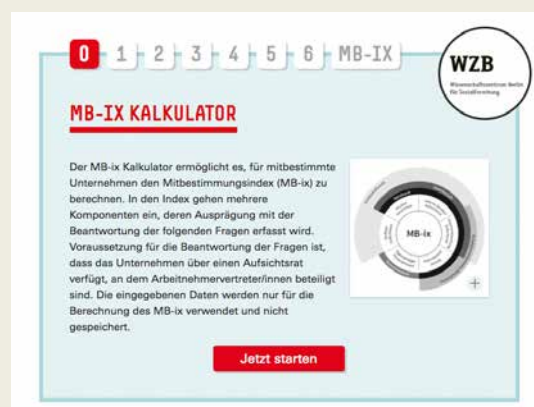 0 1 2 3 4 5 6 MB-IX
WZB
Wissenschaftszentrum Berlin
für Sozialforschung
MB-IX KALKULATOR
Der MB-ix Kalkulator ermöglicht es, für mitbestimmte
Unternehmen den Mitbestimmungsindex (MB-ix) zu
berechnen. In den Index gehen mehrere
Komponenten ein, deren Ausprägung mit der
Beantwortung der folgenden Fragen erfasst wird.
Voraussetzung für die Beantwortung der Fragen ist,
dass das Unternehmen über einen Aufsichtsrat
verfügt, an dem Arbeitnehmervertreter/innen beteiligt
sind. Die eingegebenen Daten werden nur für die
Berechnung des MB-ix verwendet und nicht
gespeichert.
MB-ix
+
Jetzt starten